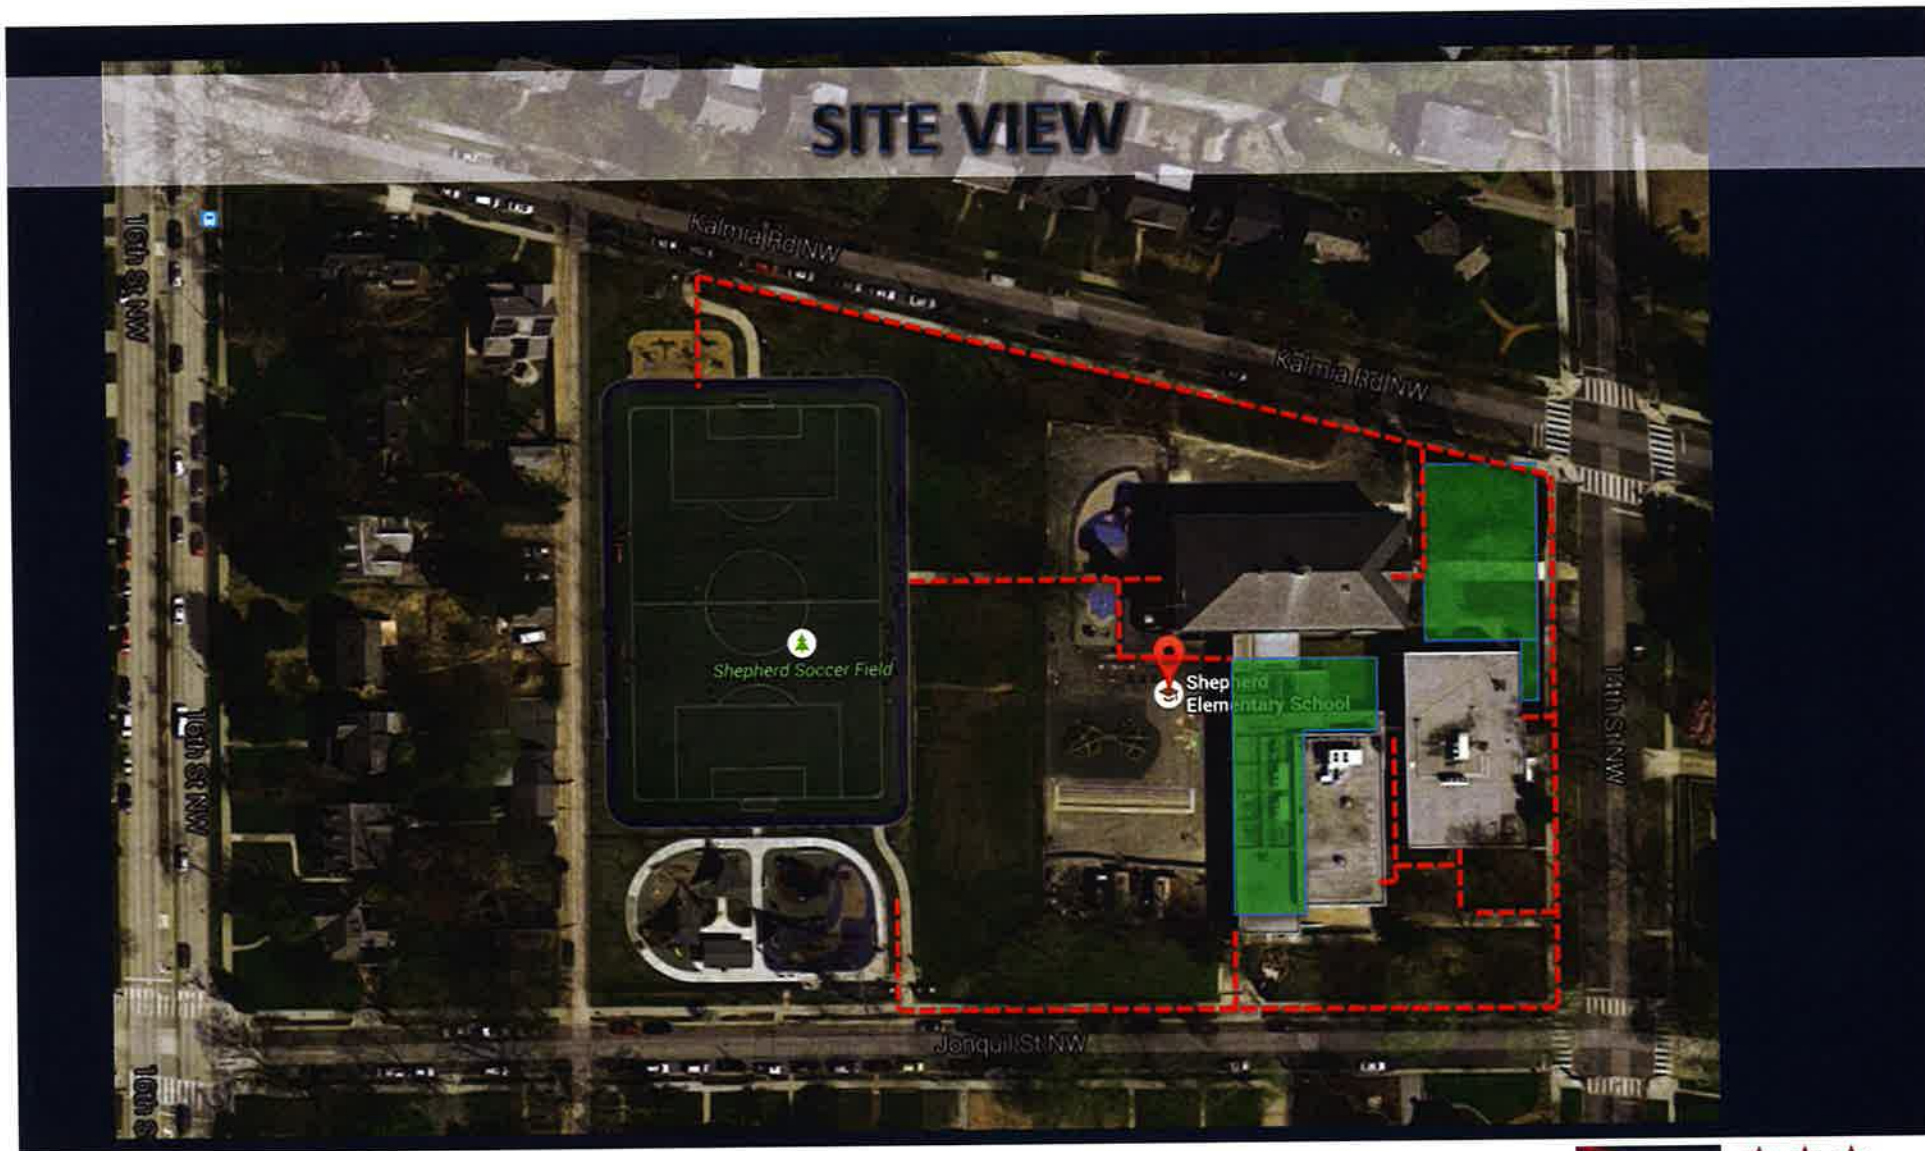 SITE VIEW
16th St NW
Kalmia Rd NW
Kalmia Rd NW
Shepherd Soccer Field
Shepherd
Elementary School
14th St NW
16th St NW
Jonquil St NW
16th S